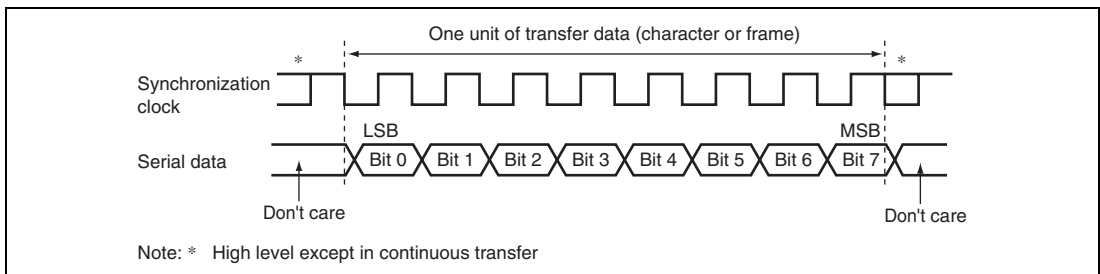 One unit of transfer data (character or frame)
* *
Synchronization
clock
LSB MSB
Serial data Bit 0 Bit 1 Bit 2 Bit 3 Bit 4 Bit 5 Bit 6 Bit 7
Don't care Don't care
Note: * High level except in continuous transfer